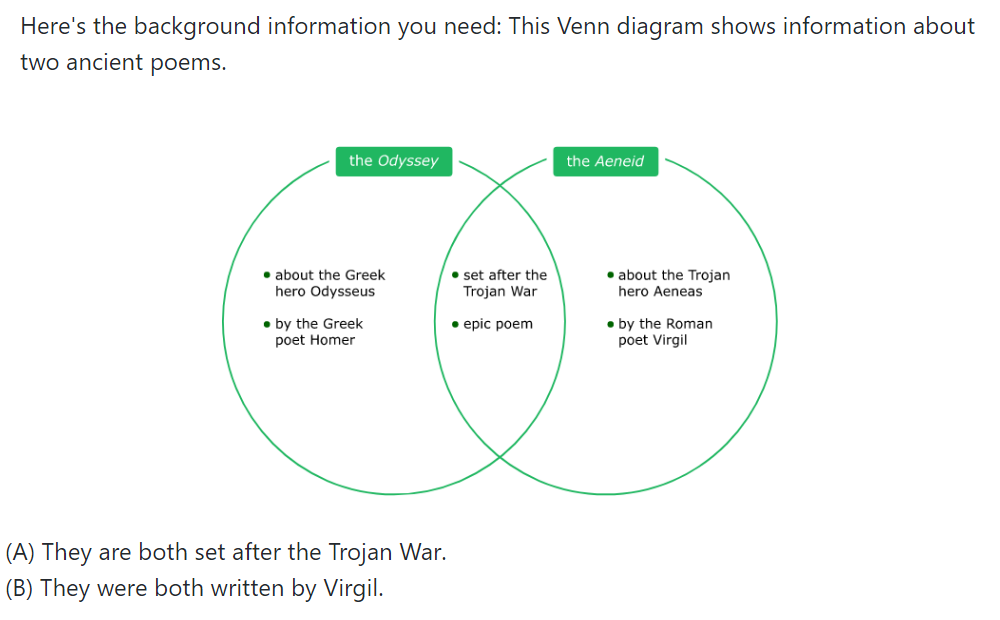 Here's the background information you need: This Venn diagram shows information about
two ancient poems.
the Odyssey
the Aeneid
• about the Greek
hero Odysseus
• by the Greek
poet Homer
• set after the
Trojan War
• epic poem
• about the Trojan
hero Aeneas
• by the Roman
poet Virgil
(A) They are both set after the Trojan War.
(B) They were both written by Virgil.